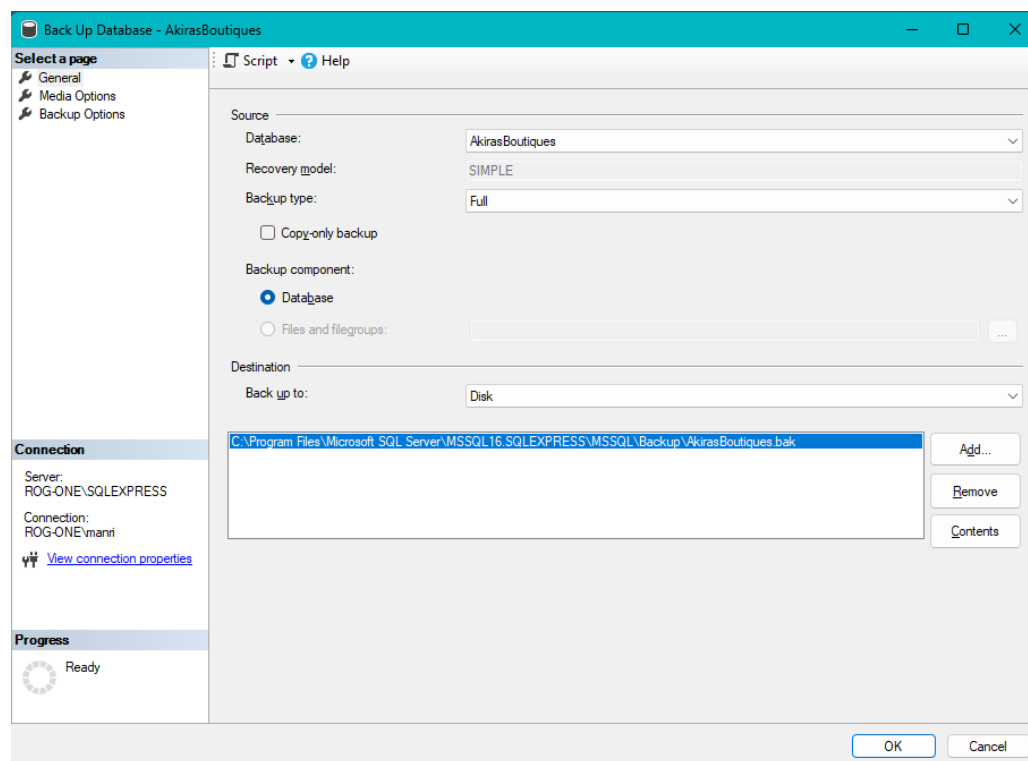 Back Up Database - AkirasBoutiques
Select a page
General
Media Options
Backup Options
Script Help
Source
Database: AkirasBoutiques
Recovery model: SIMPLE
Backup type: Full
Copy-only backup
Backup component:
Database
Files and filegroups: ...
Destination
Back up to: Disk
C:\Program Files\Microsoft SQL Server\MSSQL16.SQLEXPRESS\MSSQL\Backup\AkirasBoutiques.bak
Add...
Remove
Contents
Connection
Server:
ROG-ONE\SQLEXPRESS
Connection:
ROG-ONE\manri
View connection properties
Progress
Ready
OK Cancel